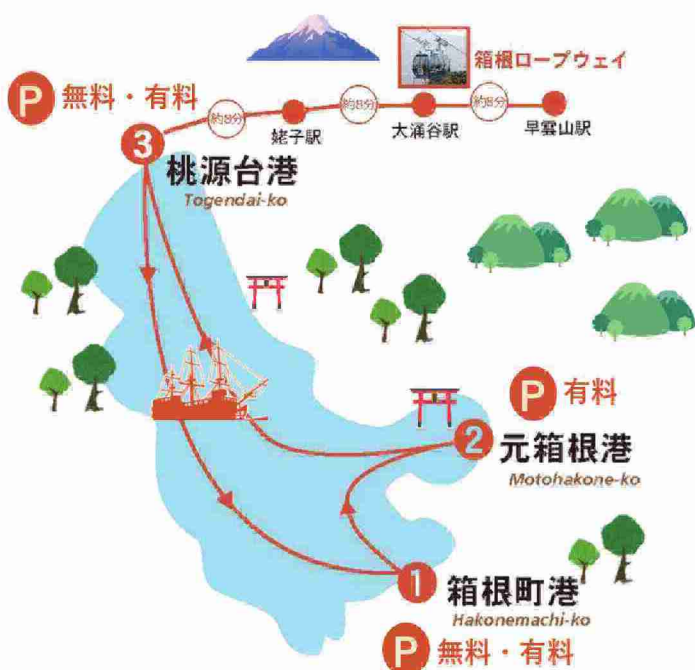 箱根ロープウェイ
P 無料・有料
約8分
約8分
約8分
姥子駅
大涌谷駅
早雲山駅
3
桃源台港
Togendai-ko
P 有料
2
元箱根港
Motohakone-ko
1
箱根町港
Hakonemachi-ko
P 無料・有料